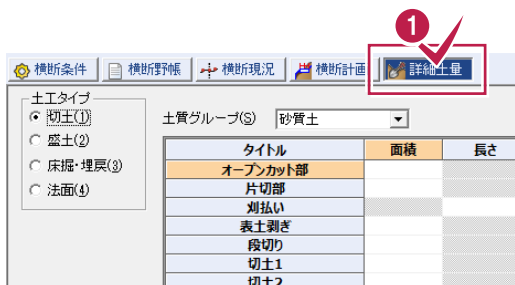 1
横断条件 横断野帳 横断現況 横断計画 詳細土量
土工タイプ
切土(1)
盛土(2)
床掘・埋戻(3)
法面(4)
土質グループ(S) 砂質土
タイトル 面積 長さ
オープンカット部
片切部
刈払い
表土剥ぎ
段切り
切土1
切土2